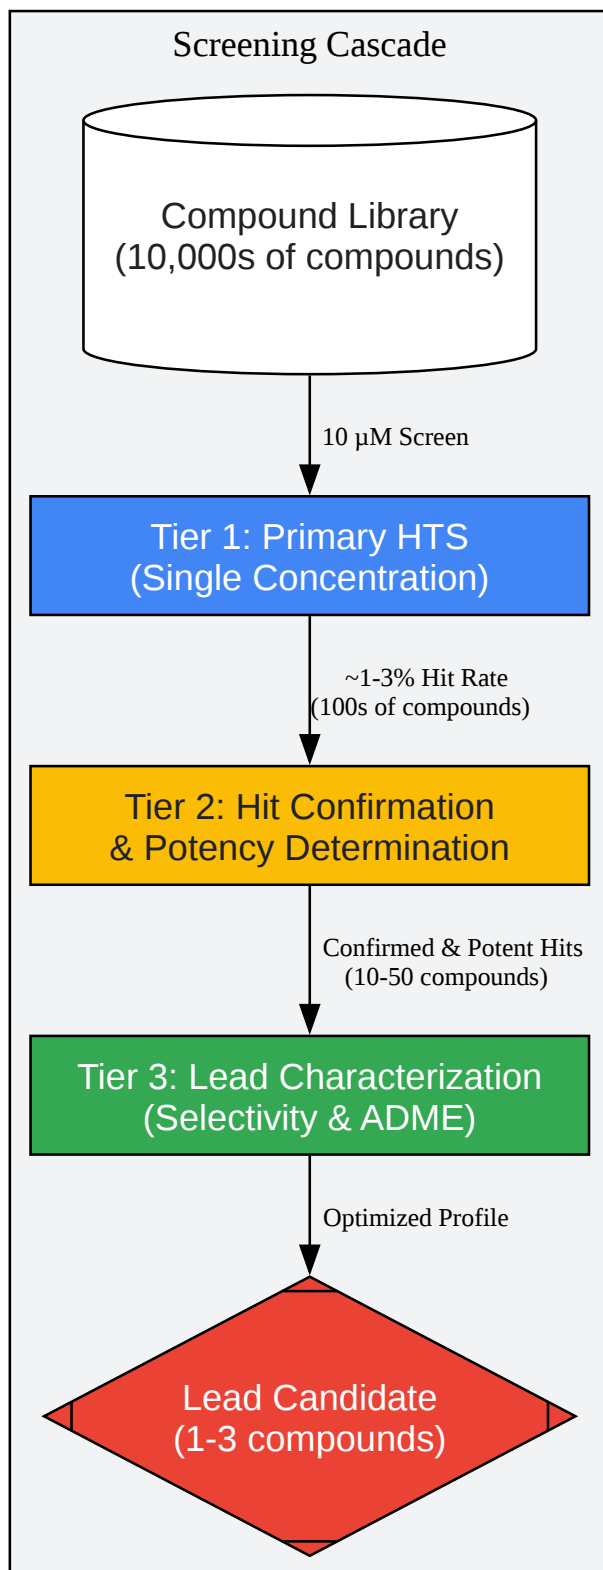 Screening Cascade
Compound Library
(10,000s of compounds)
10 µM Screen
Tier 1: Primary HTS
(Single Concentration)
~1-3% Hit Rate
(100s of compounds)
Tier 2: Hit Confirmation
& Potency Determination
Confirmed & Potent Hits
(10-50 compounds)
Tier 3: Lead Characterization
(Selectivity & ADME)
Optimized Profile
Lead Candidate
(1-3 compounds)